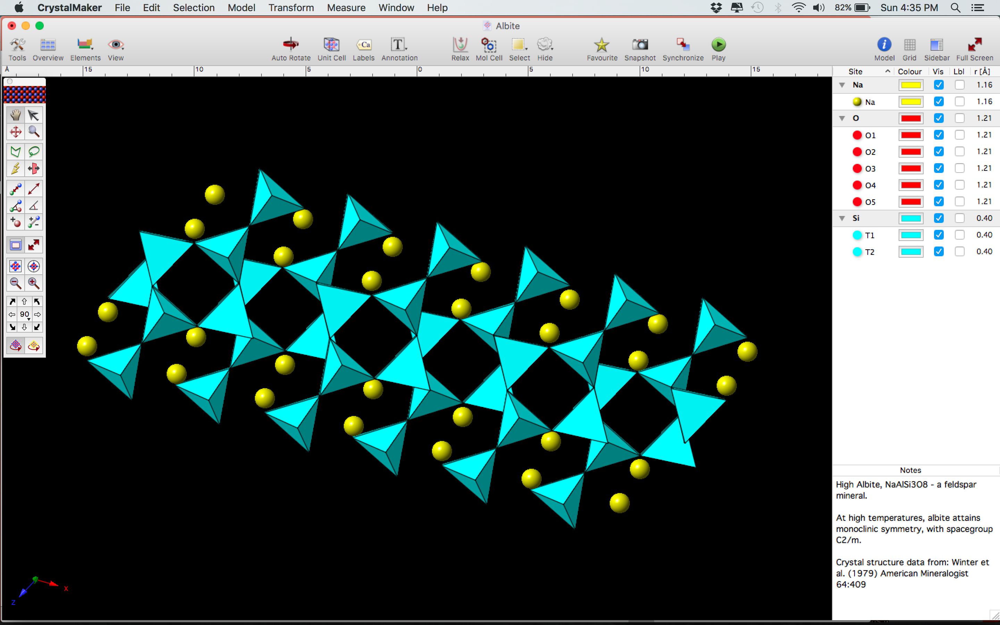 CrystalMaker File Edit Selection Model Transform Measure Window Help 82% Sun 4:35 PM
Albite
Tools Overview Elements View Auto Rotate Unit Cell Ca Labels T Annotation Relax Mol Cell Select Hide Favourite Snapshot Synchronize Play Model Grid Sidebar Full Screen
Å 15 10 5 0 5 10 15
Site Colour Vis Lbl r [Å]
Na 1.16
Na 1.16
O 1.21
O1 1.21
O2 1.21
O3 1.21
O4 1.21
O5 1.21
Si 0.40
T1 0.40
T2 0.40
90
Notes
High Albite, NaAlSi3O8 - a feldspar
mineral.
At high temperatures, albite attains
monoclinic symmetry, with spacegroup
C2/m.
Crystal structure data from: Winter et
al. (1979) American Mineralogist
64:409
x
z